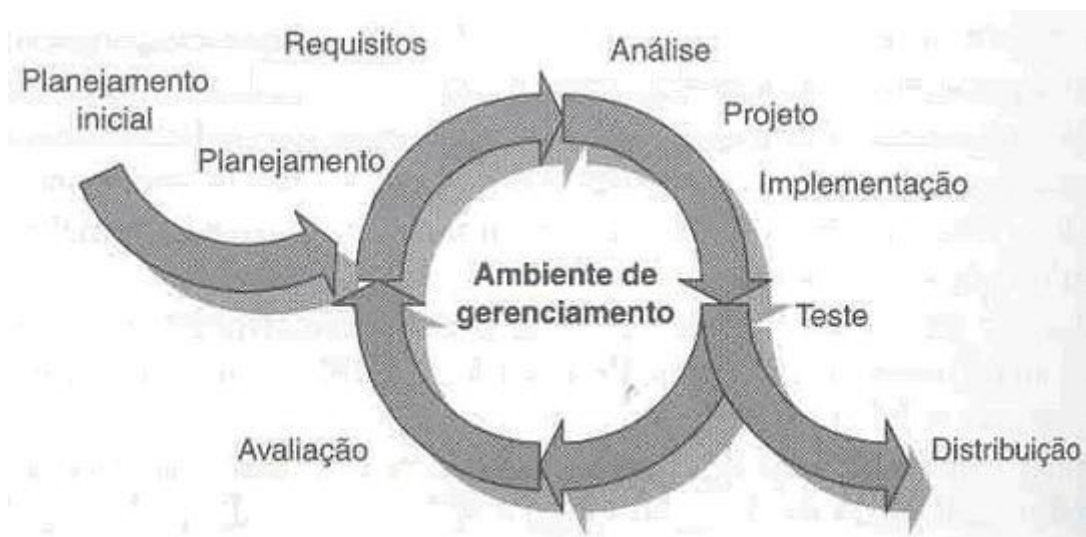 Requisitos
Análise
Planejamento
inicial
Projeto
Planejamento
Implementação
Ambiente de
gerenciamento
Teste
Avaliação
Distribuição